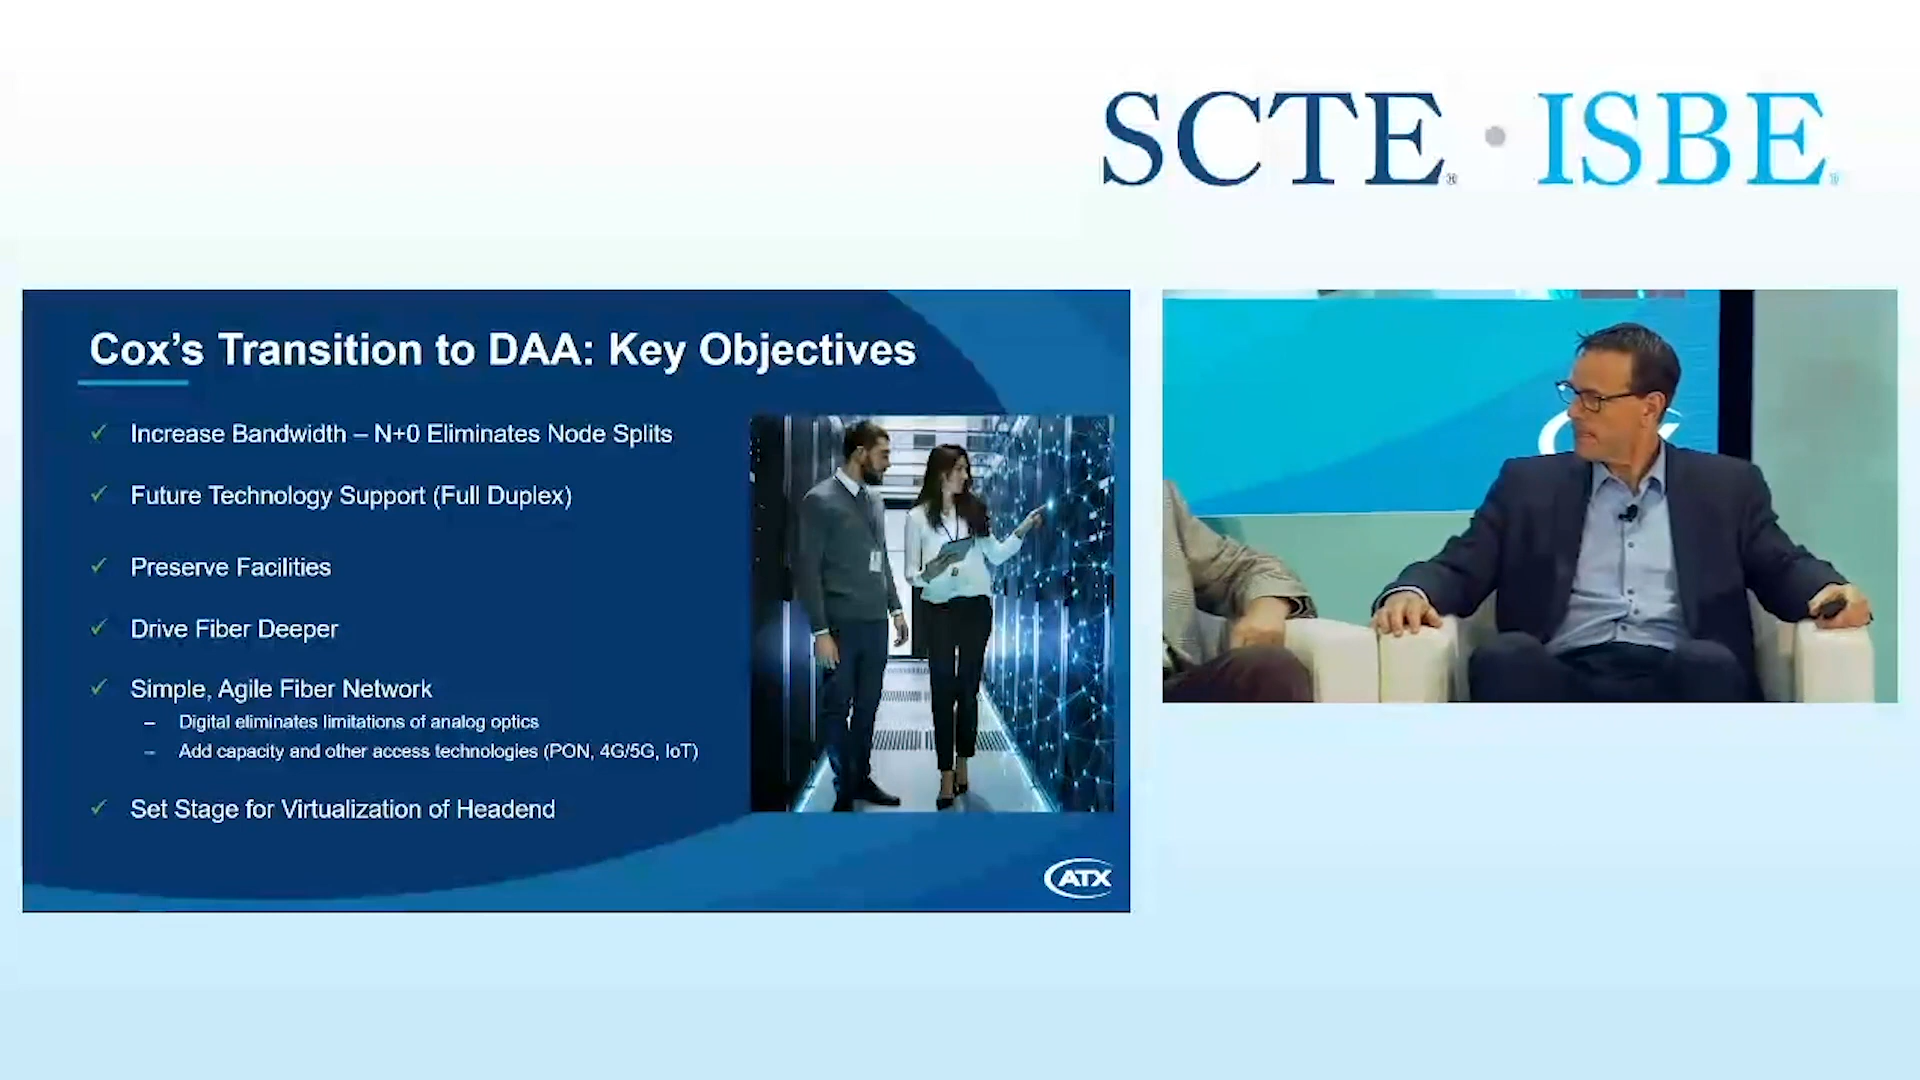 SCTE® • ISBE®
Cox's Transition to DAA: Key Objectives
✓ Increase Bandwidth – N+0 Eliminates Node Splits
✓ Future Technology Support (Full Duplex)
✓ Preserve Facilities
✓ Drive Fiber Deeper
✓ Simple, Agile Fiber Network
– Digital eliminates limitations of analog optics
– Add capacity and other access technologies (PON, 4G/5G, IoT)
✓ Set Stage for Virtualization of Headend
ATX